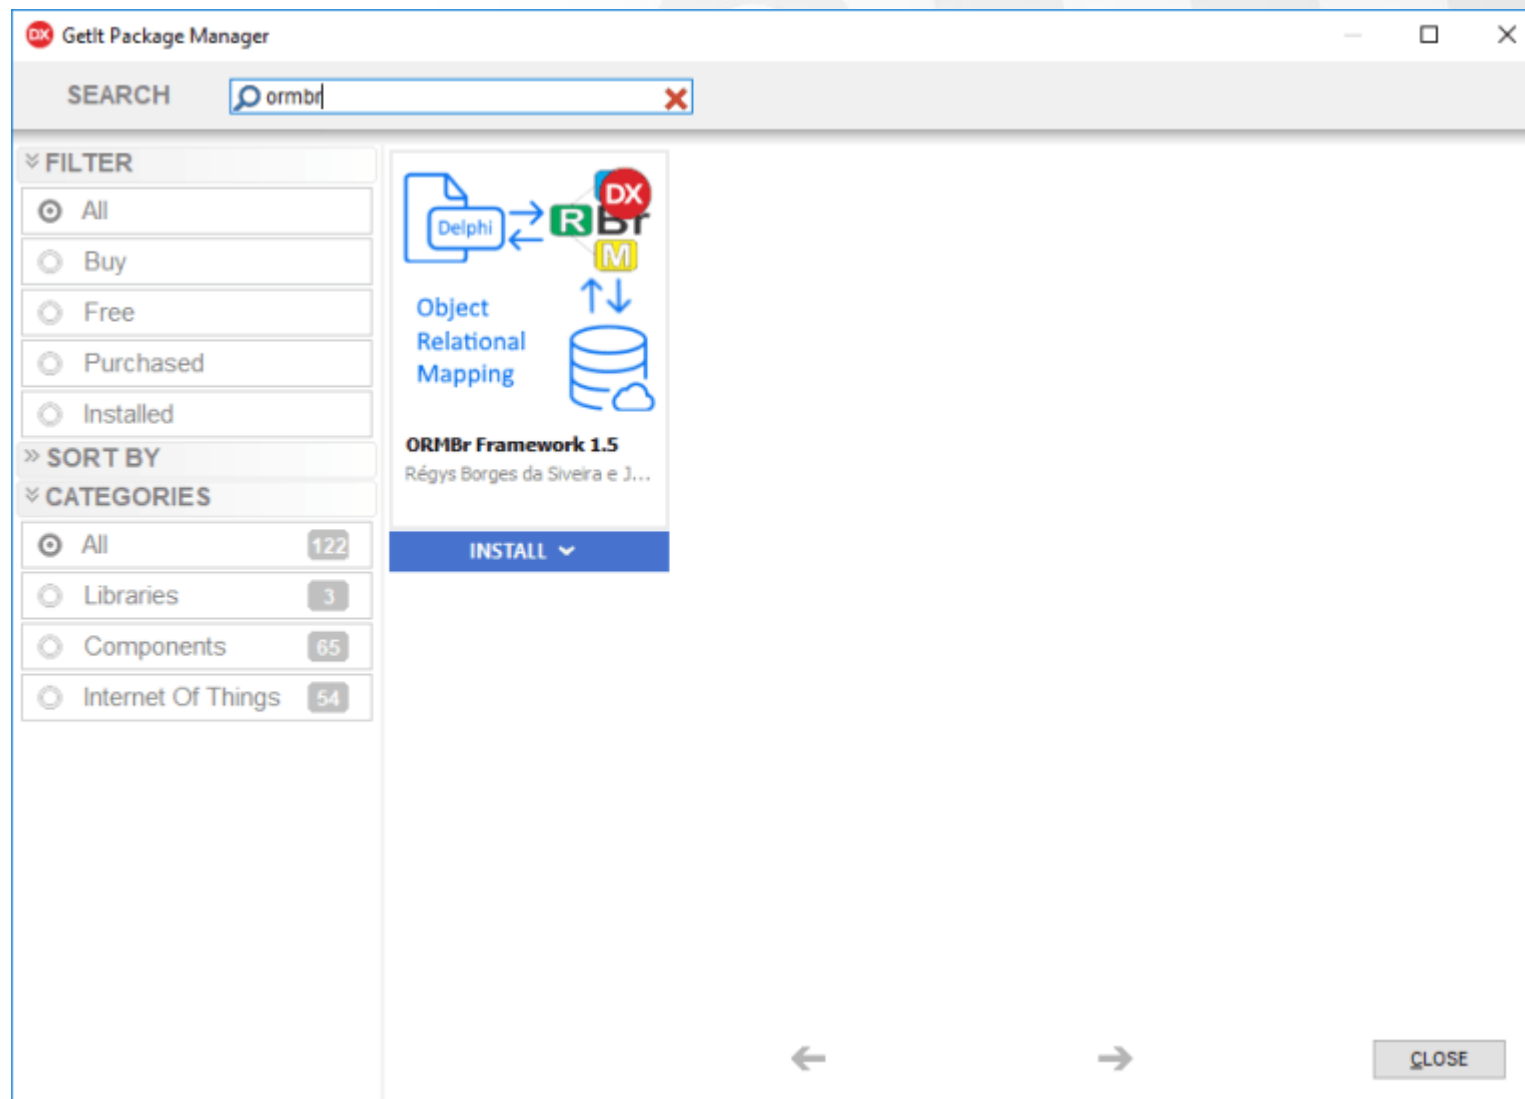 DX GetIt Package Manager
SEARCH
ormbr
FILTER
All
Buy
Free
Purchased
Installed
SORT BY
CATEGORIES
All 122
Libraries 3
Components 65
Internet Of Things 54
DX
Delphi
R Br
M
Object
Relational
Mapping
ORMBr Framework 1.5
Régys Borges da Siveira e J...
INSTALL
CLOSE